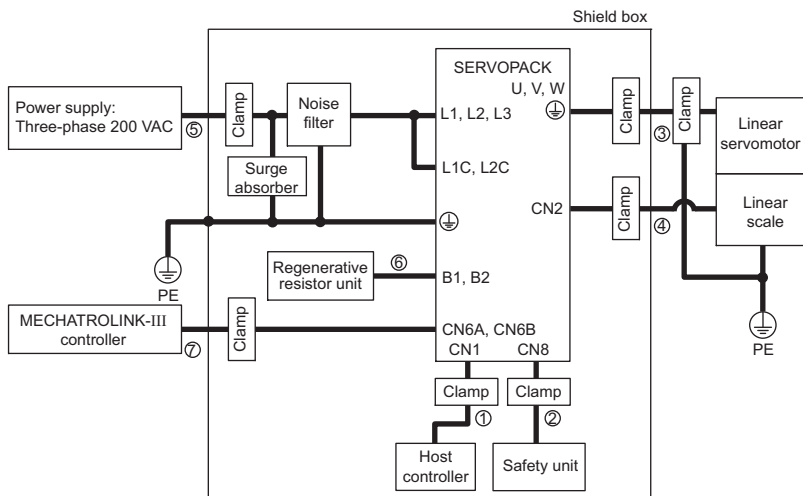 Shield box
SERVOPACK
U, V, W
Power supply:
Three-phase 200 VAC
⑤
Clamp
Noise
filter
L1, L2, L3
Clamp
③
Clamp
Linear
servomotor
Surge
absorber
L1C, L2C
CN2
Clamp
④
Linear
scale
PE
Regenerative
resistor unit
⑥
B1, B2
MECHATROLINK-III
controller
⑦
Clamp
CN6A, CN6B
CN1
CN8
PE
Clamp
Clamp
①
②
Host
controller
Safety unit